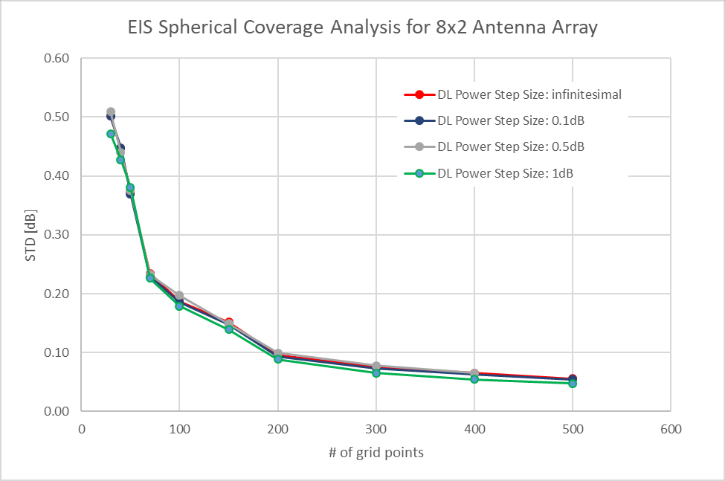 EIS Spherical Coverage Analysis for 8x2 Antenna Array
0.60
0.50
0.40
0.30
0.20
0.10
0.00
STD [dB]
DL Power Step Size: infinitesimal
DL Power Step Size: 0.1dB
DL Power Step Size: 0.5dB
DL Power Step Size: 1dB
0 100 200 300 400 500 600
# of grid points